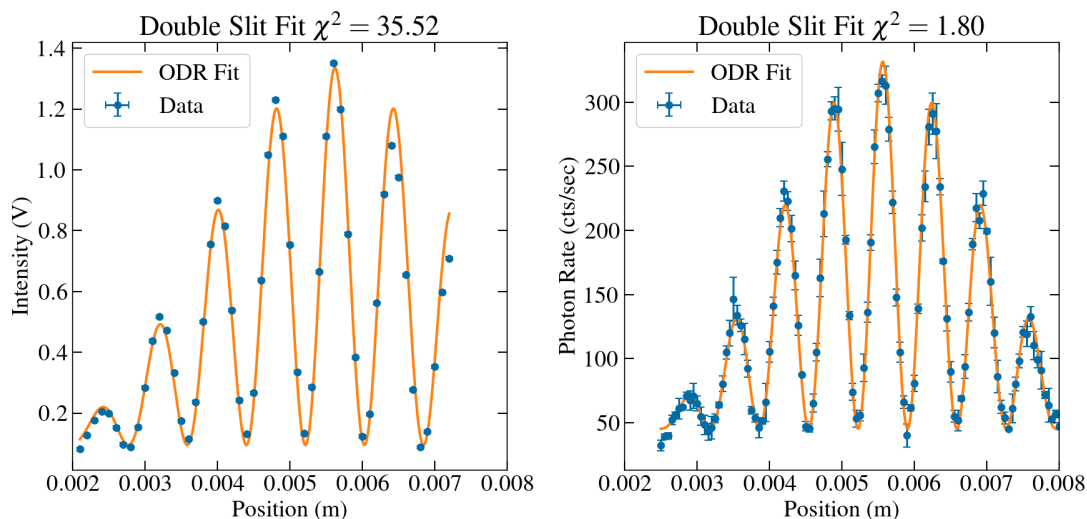 Double Slit Fit χ² = 35.52
1.4
1.2
1.0
0.8
0.6
0.4
0.2
Intensity (V)
ODR Fit
Data
0.002 0.003 0.004 0.005 0.006 0.007 0.008
Position (m)
Double Slit Fit χ² = 1.80
300
250
200
150
100
50
Photon Rate (cts/sec)
ODR Fit
Data
0.002 0.003 0.004 0.005 0.006 0.007 0.008
Position (m)